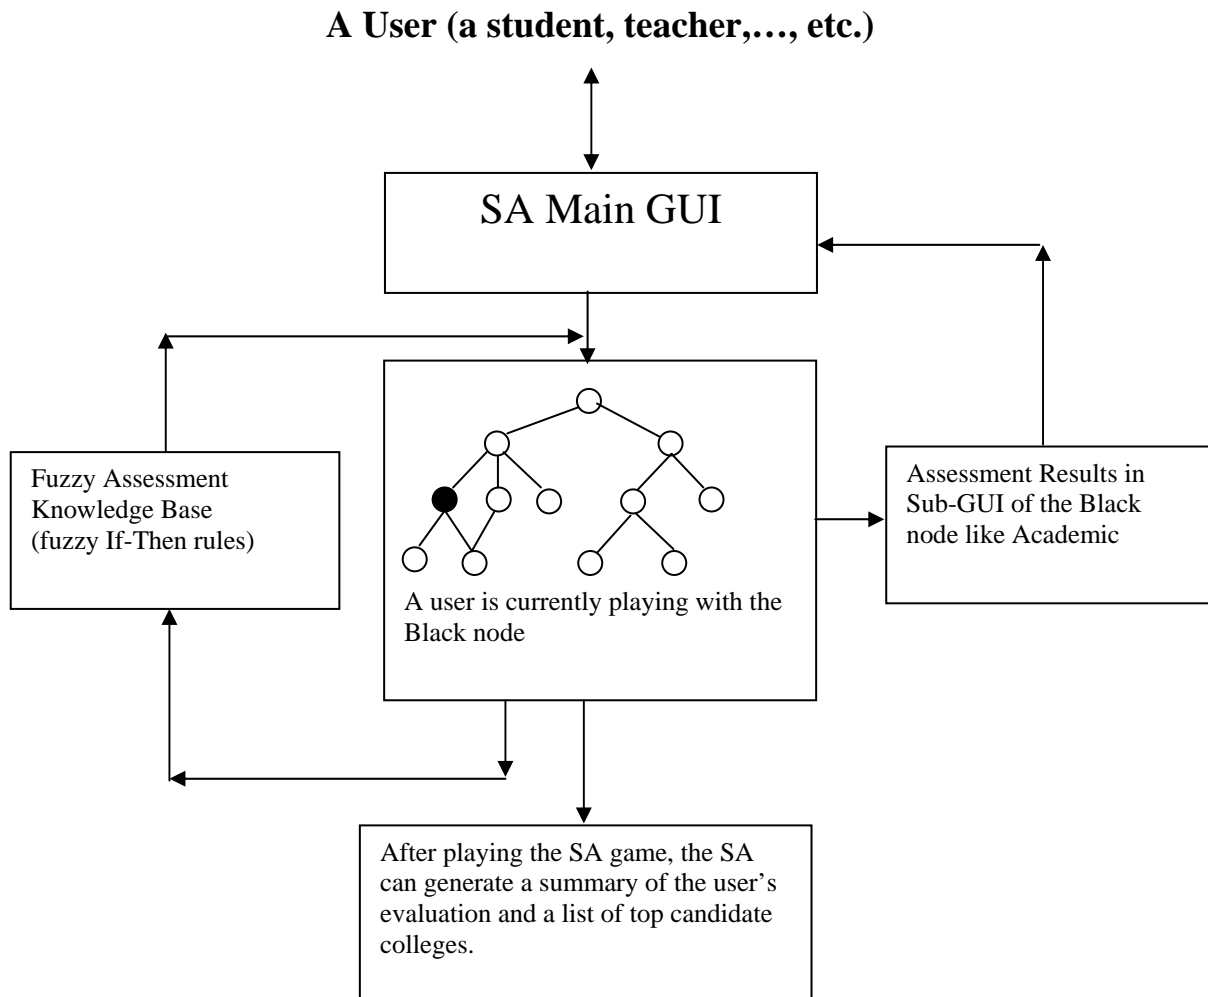 A User (a student, teacher,…, etc.)
SA Main GUI
Fuzzy Assessment
Knowledge Base
(fuzzy If-Then rules)
A user is currently playing with the
Black node
Assessment Results in
Sub-GUI of the Black
node like Academic
After playing the SA game, the SA
can generate a summary of the user’s
evaluation and a list of top candidate
colleges.